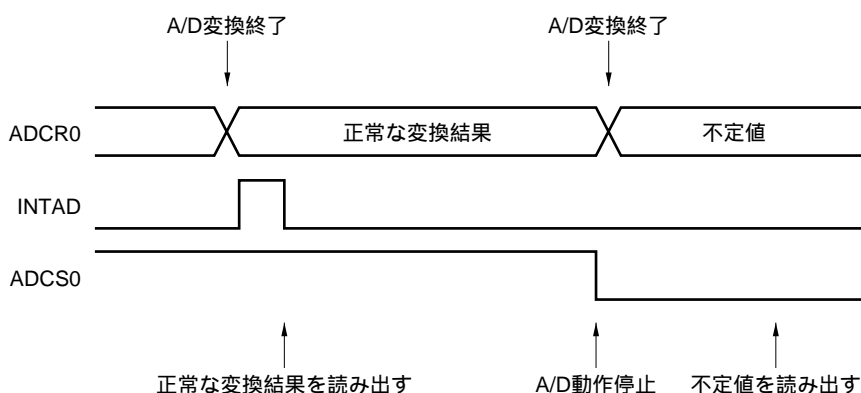 A/D変換終了 A/D変換終了
ADCR0 正常な変換結果 不定値
INTAD
ADCS0
正常な変換結果を読み出す A/D動作停止 不定値を読み出す